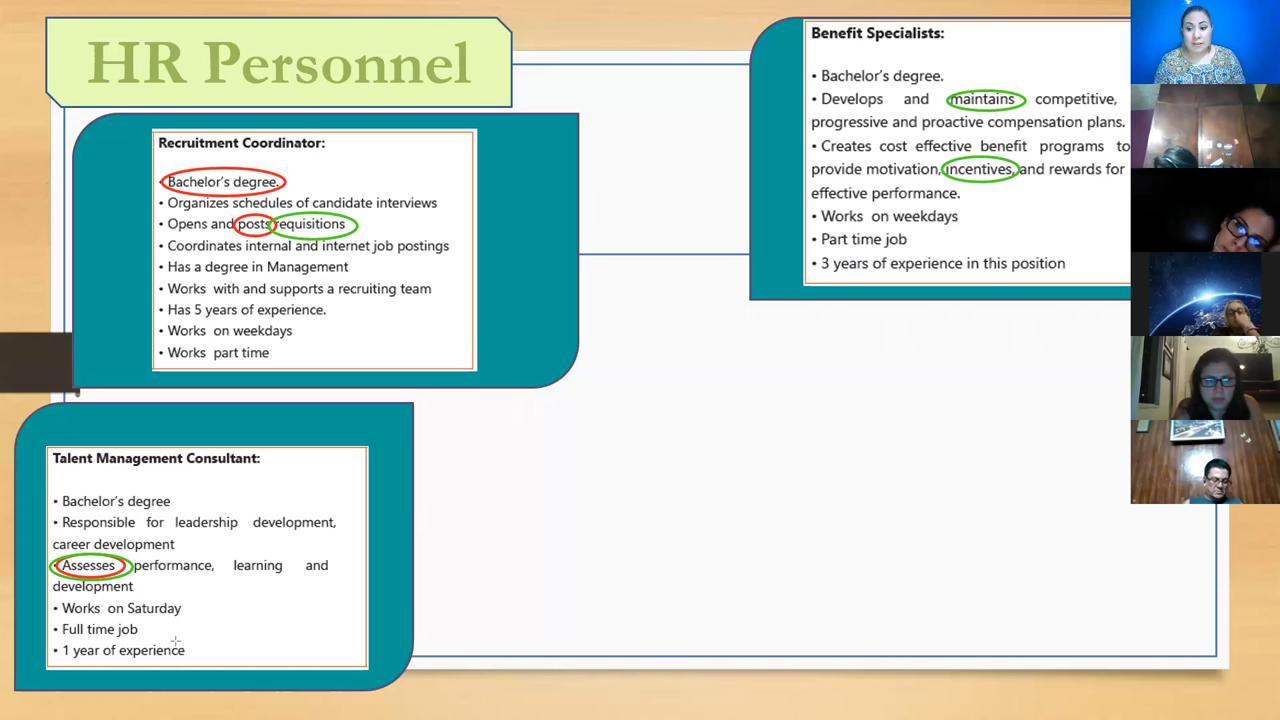 HR Personnel
Recruitment Coordinator:
• Bachelor's degree.
• Organizes schedules of candidate interviews
• Opens and posts requisitions
• Coordinates internal and internet job postings
• Has a degree in Management
• Works with and supports a recruiting team
• Has 5 years of experience.
• Works on weekdays
• Works part time
Talent Management Consultant:
• Bachelor's degree
• Responsible for leadership development,
career development
• Assesses performance, learning and
development
• Works on Saturday
• Full time job
• 1 year of experience
Benefit Specialists:
• Bachelor's degree.
• Develops and maintains competitive,
progressive and proactive compensation plans.
• Creates cost effective benefit programs to
provide motivation, incentives, and rewards for
effective performance.
• Works on weekdays
• Part time job
• 3 years of experience in this position